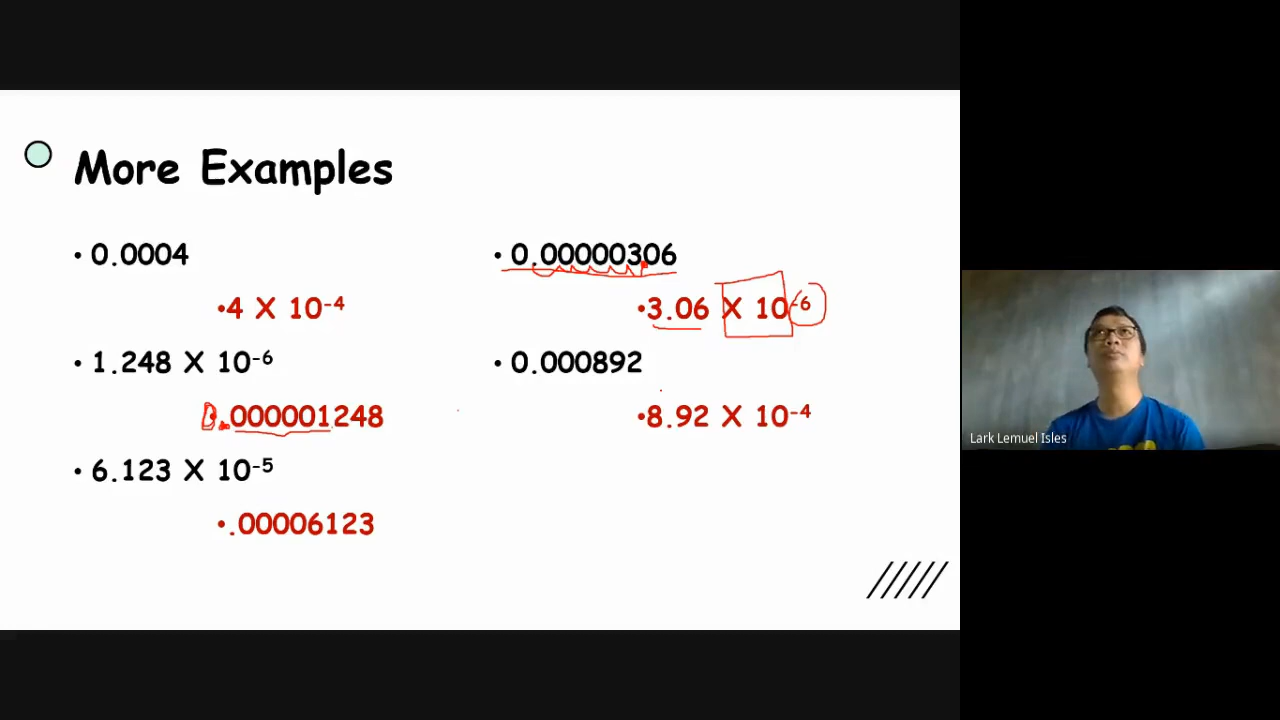 More Examples
• 0.0004
•4 X 10-4
• 1.248 X 10-6
0.000001248
• 6.123 X 10-5
•.00006123
• 0.00000306
•3.06 X 10-6
• 0.000892
•8.92 X 10-4
Lark Lemuel Isles